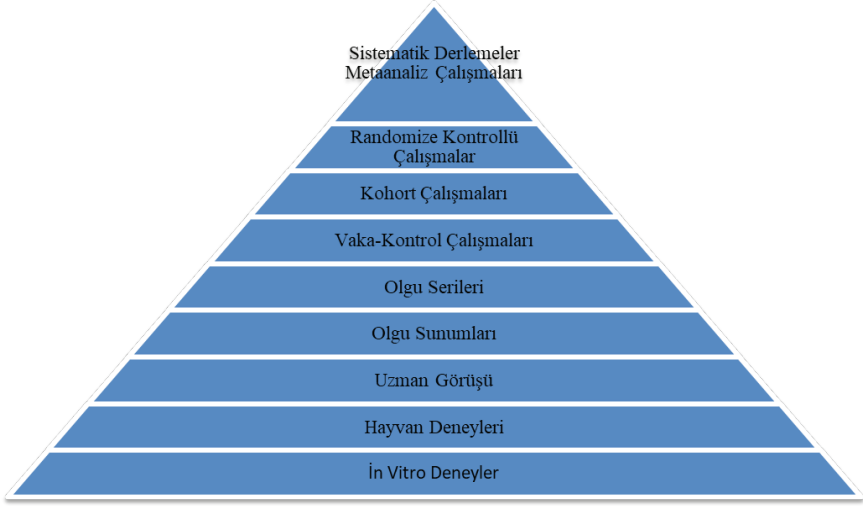 Sistematik Derlemeler
Metaanaliz Çalışmaları
Randomize Kontrollü
Çalışmalar
Kohort Çalışmaları
Vaka-Kontrol Çalışmaları
Olgu Serileri
Olgu Sunumları
Uzman Görüşü
Hayvan Deneyleri
İn Vitro Deneyler